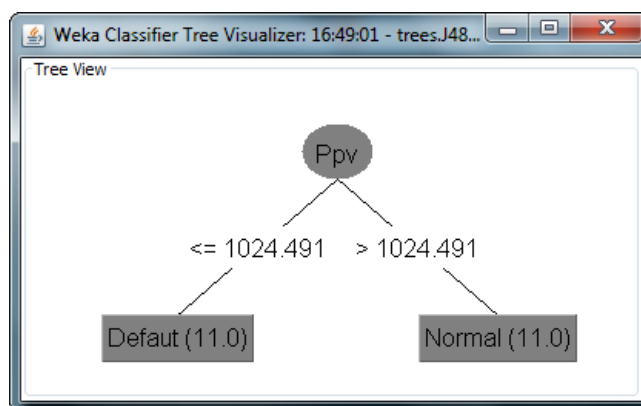 Weka Classifier Tree Visualizer: 16:49:01 - trees.J48...
Tree View
Ppv
<= 1024.491 > 1024.491
Defaut (11.0) Normal (11.0)